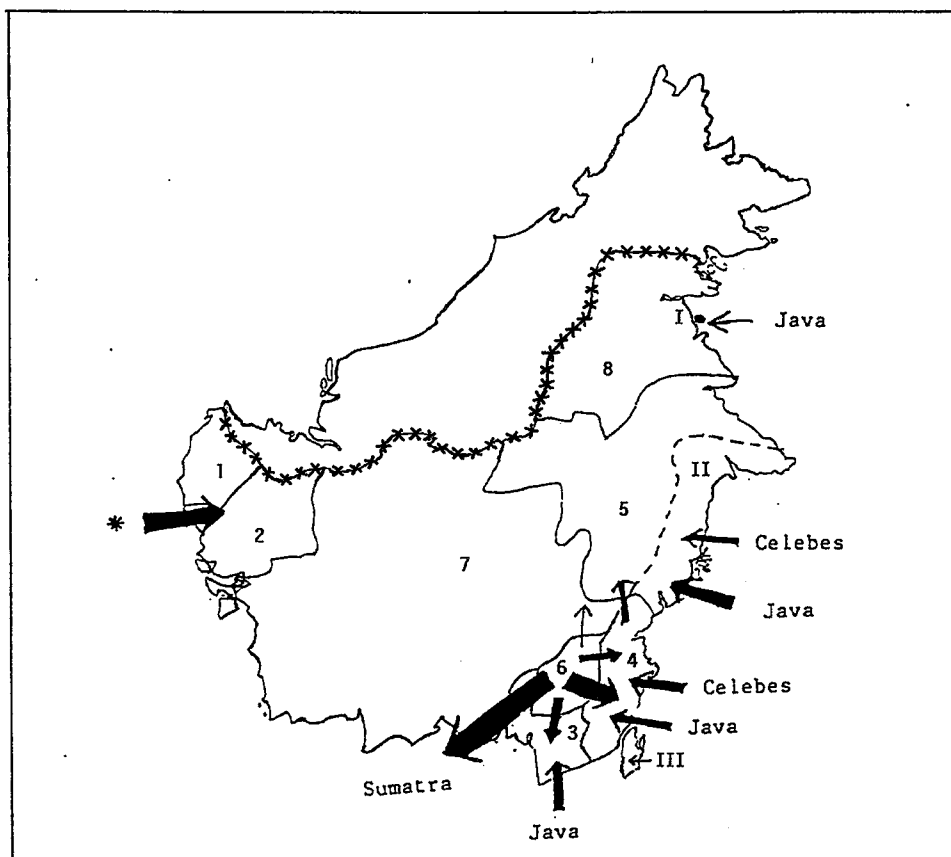 I
Java
8
1
II
*
2
5
7
Celebes
Java
6
4
Celebes
3
Java
III
Sumatra
Java